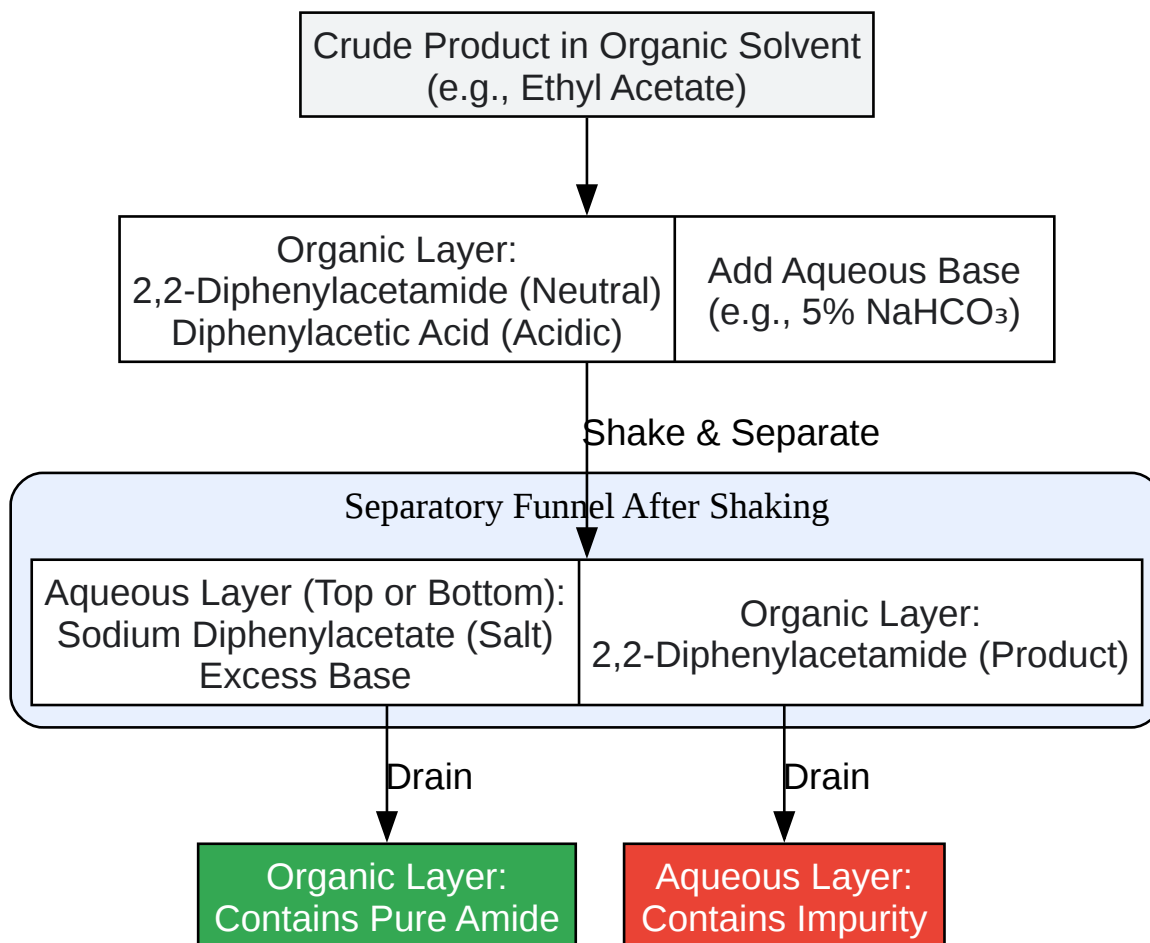 Crude Product in Organic Solvent
(e.g., Ethyl Acetate)
Organic Layer:
2,2-Diphenylacetamide (Neutral)
Diphenylacetic Acid (Acidic)
Add Aqueous Base
(e.g., 5% NaHCO₃)
Shake & Separate
Separatory Funnel After Shaking
Aqueous Layer (Top or Bottom):
Sodium Diphenylacetate (Salt)
Excess Base
Organic Layer:
2,2-Diphenylacetamide (Product)
Drain
Drain
Organic Layer:
Contains Pure Amide
Aqueous Layer:
Contains Impurity